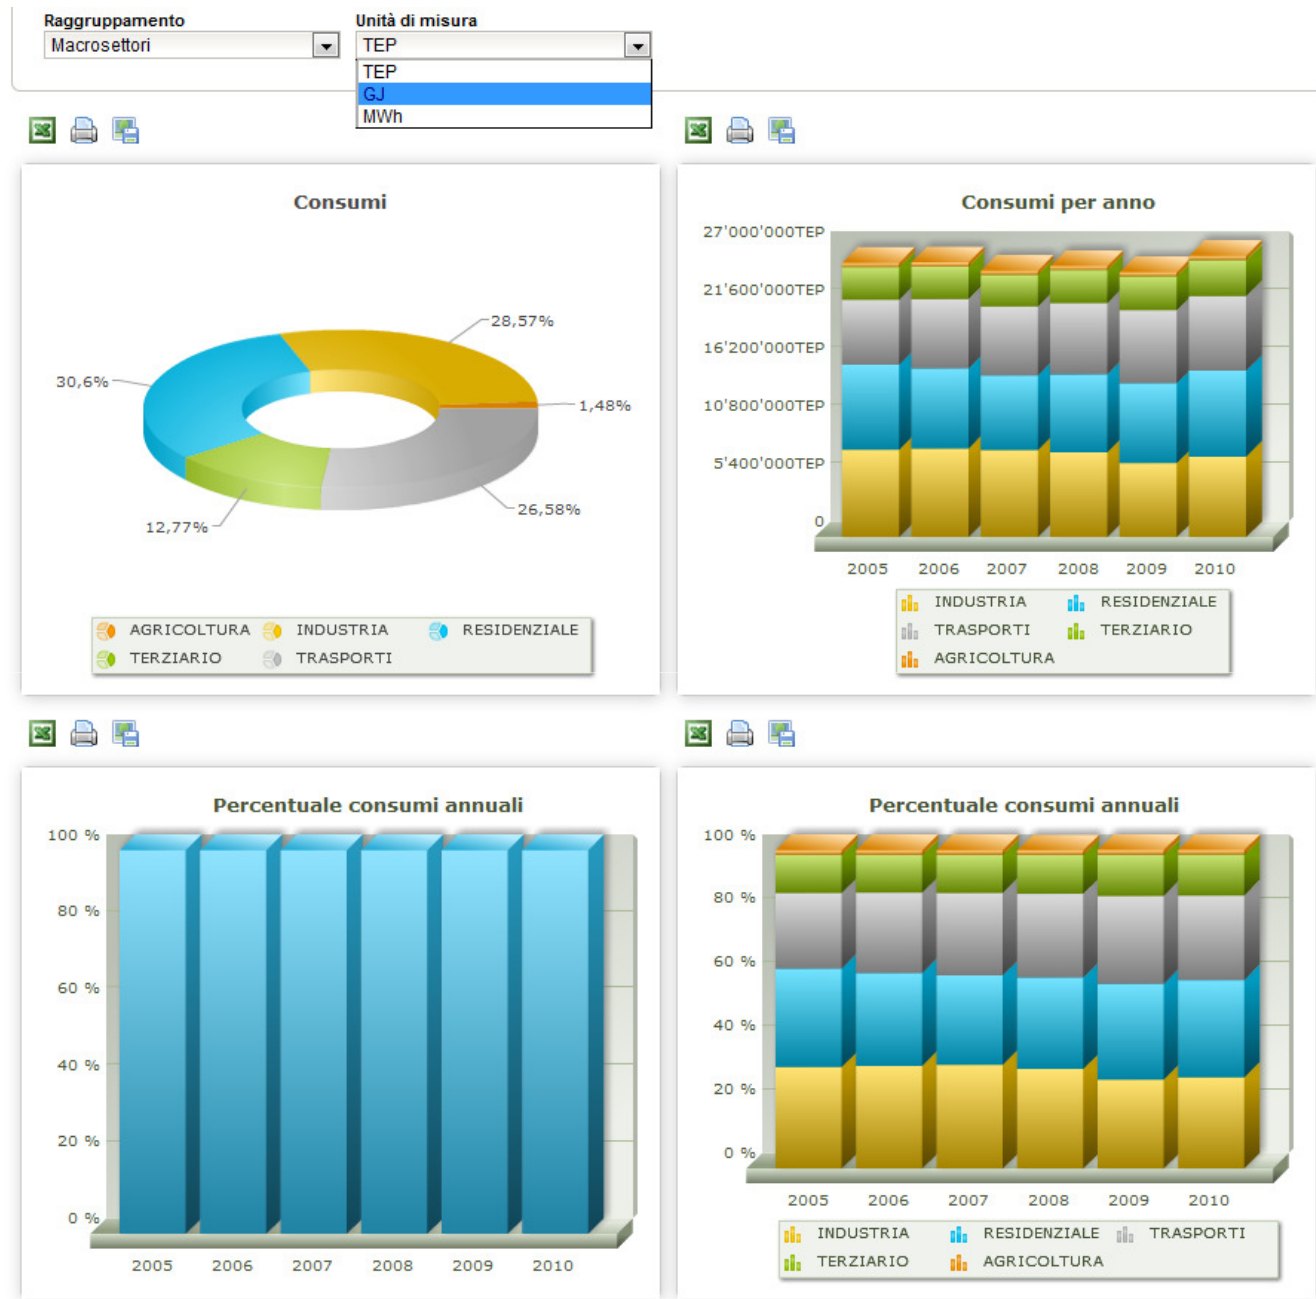 Raggruppamento
Unità di misura
Macrosettori
TEP
TEP
GJ
MWh
Consumi
28,57%
30,6%
1,48%
26,58%
12,77%
AGRICOLTURA INDUSTRIA RESIDENZIALE
TERZIARIO TRASPORTI
Consumi per anno
27'000'000TEP
21'600'000TEP
16'200'000TEP
10'800'000TEP
5'400'000TEP
0
2005 2006 2007 2008 2009 2010
INDUSTRIA RESIDENZIALE
TRASPORTI TERZIARIO
AGRICOLTURA
Percentuale consumi annuali
100 %
80 %
60 %
40 %
20 %
0 %
2005 2006 2007 2008 2009 2010
Percentuale consumi annuali
100 %
80 %
60 %
40 %
20 %
0 %
2005 2006 2007 2008 2009 2010
INDUSTRIA RESIDENZIALE TRASPORTI
TERZIARIO AGRICOLTURA